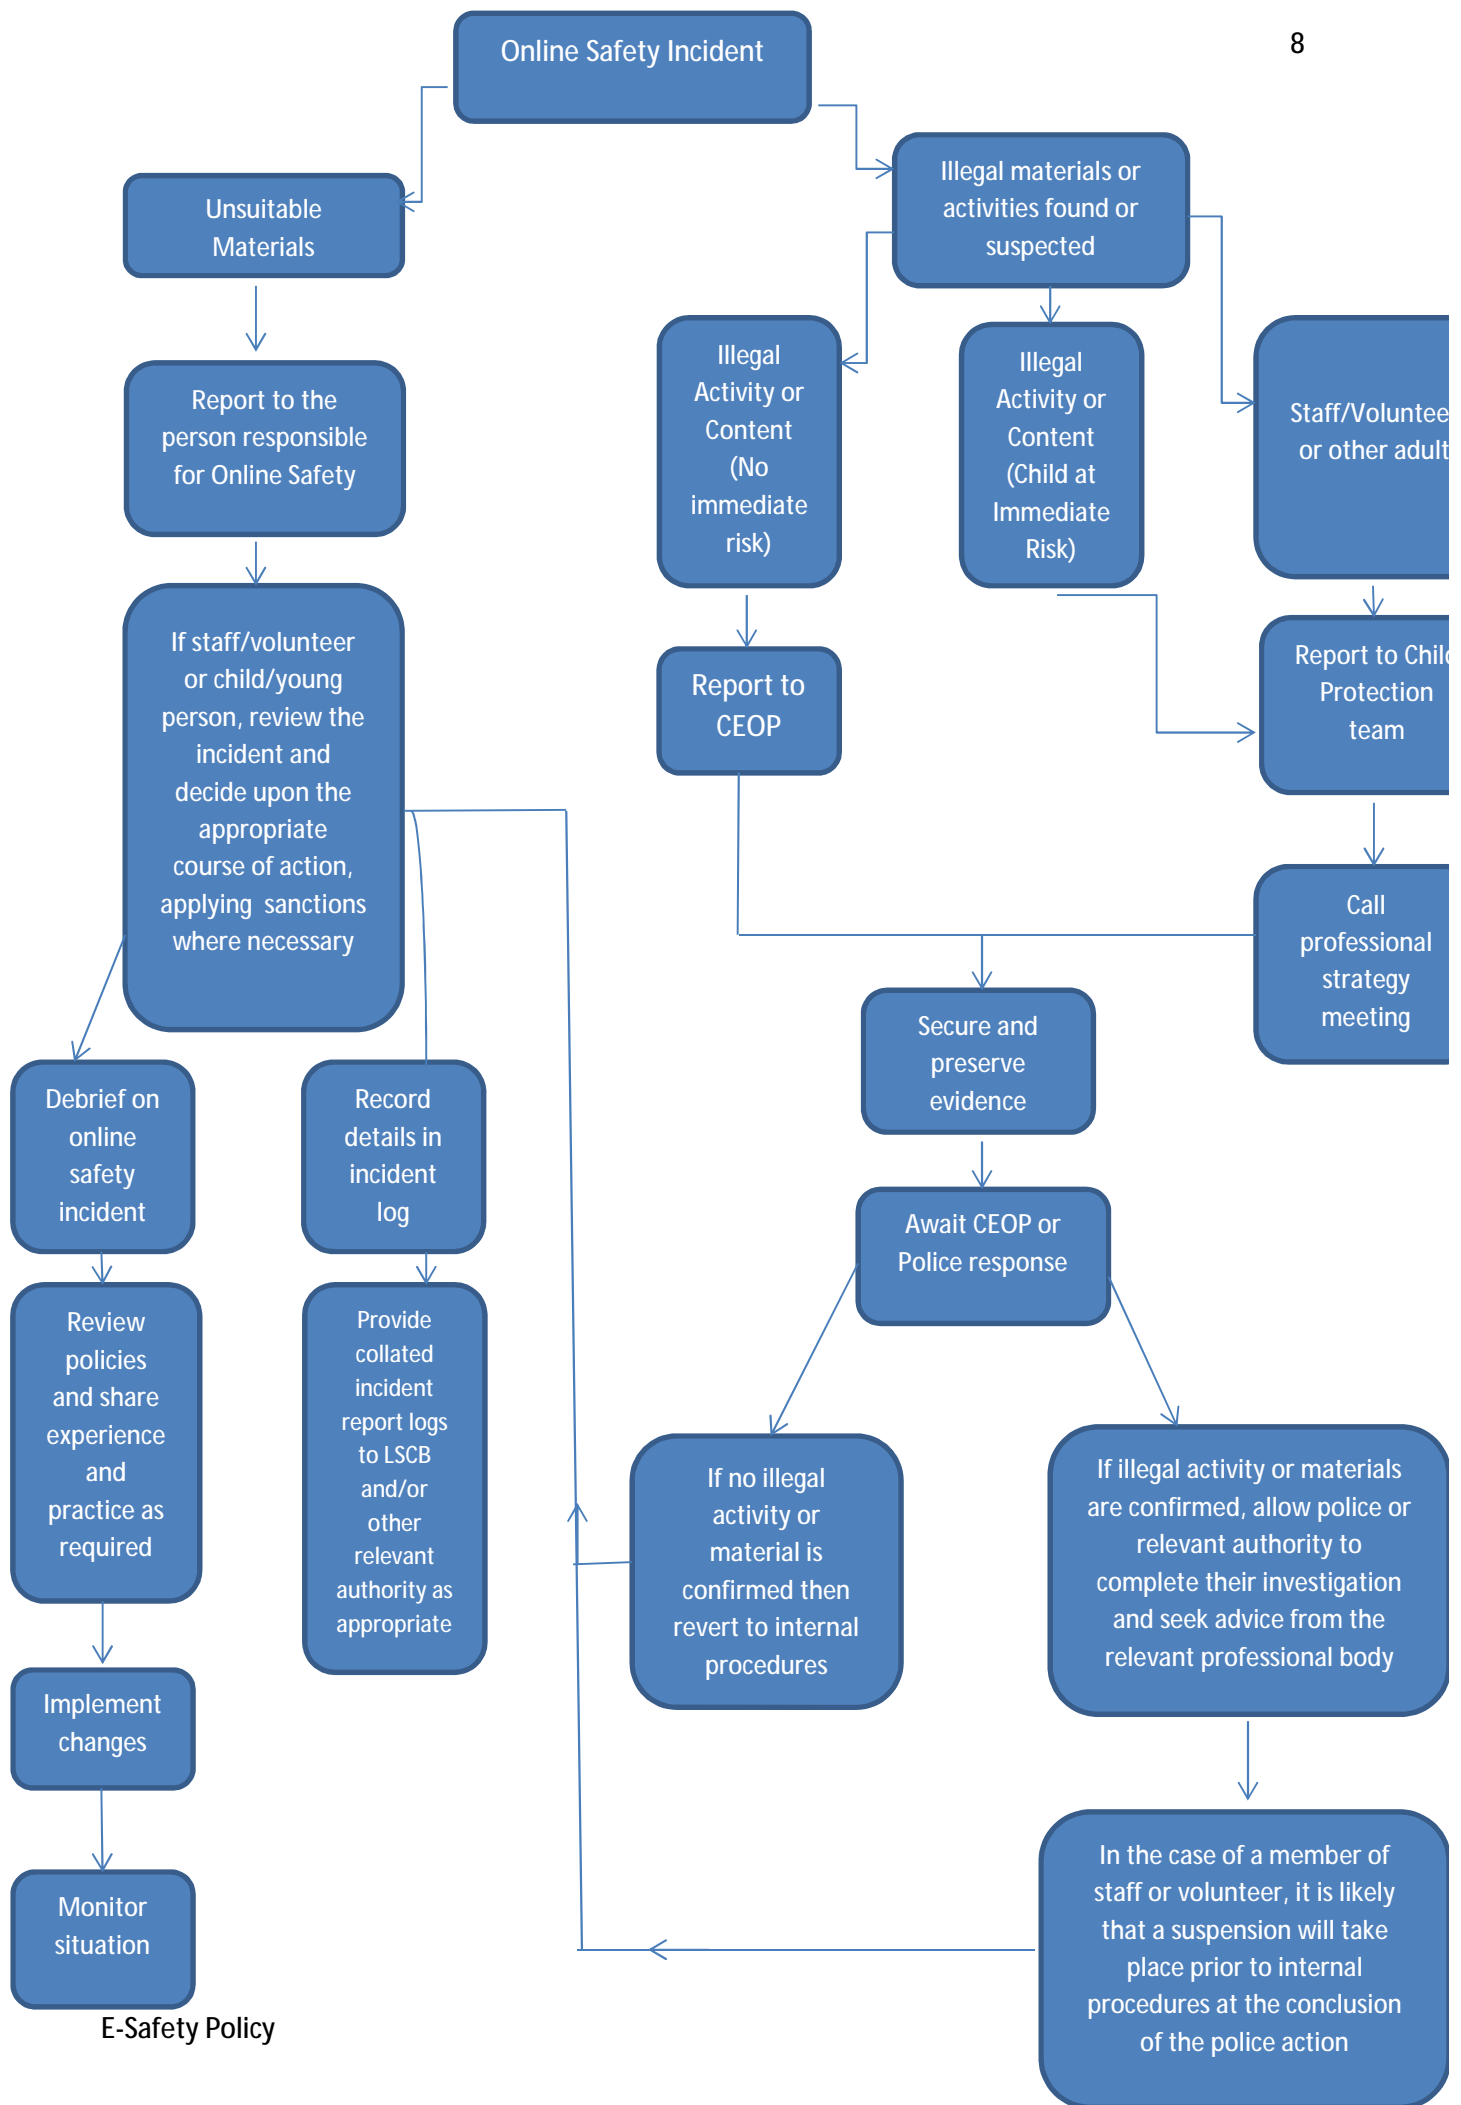 8
Online Safety Incident
Illegal materials or
activities found or
suspected
Unsuitable
Materials
Illegal
Activity or
Content
(No
immediate
risk)
Illegal
Activity or
Content
(Child at
Immediate
Risk)
Staff/Voluntee
or other adult
Report to the
person responsible
for Online Safety
If staff/volunteer
or child/young
person, review the
incident and
decide upon the
appropriate
course of action,
applying sanctions
where necessary
Report to
CEOP
Report to Child
Protection
team
Call
professional
strategy
meeting
Secure and
preserve
evidence
Debrief on
online
safety
incident
Record
details in
incident
log
Await CEOP or
Police response
Review
policies
and share
experience
and
practice as
required
Provide
collated
incident
report logs
to LSCB
and/or
other
relevant
authority as
appropriate
If no illegal
activity or
material is
confirmed then
revert to internal
procedures
If illegal activity or materials
are confirmed, allow police or
relevant authority to
complete their investigation
and seek advice from the
relevant professional body
Implement
changes
Monitor
situation
In the case of a member of
staff or volunteer, it is likely
that a suspension will take
place prior to internal
procedures at the conclusion
of the police action
E-Safety Policy